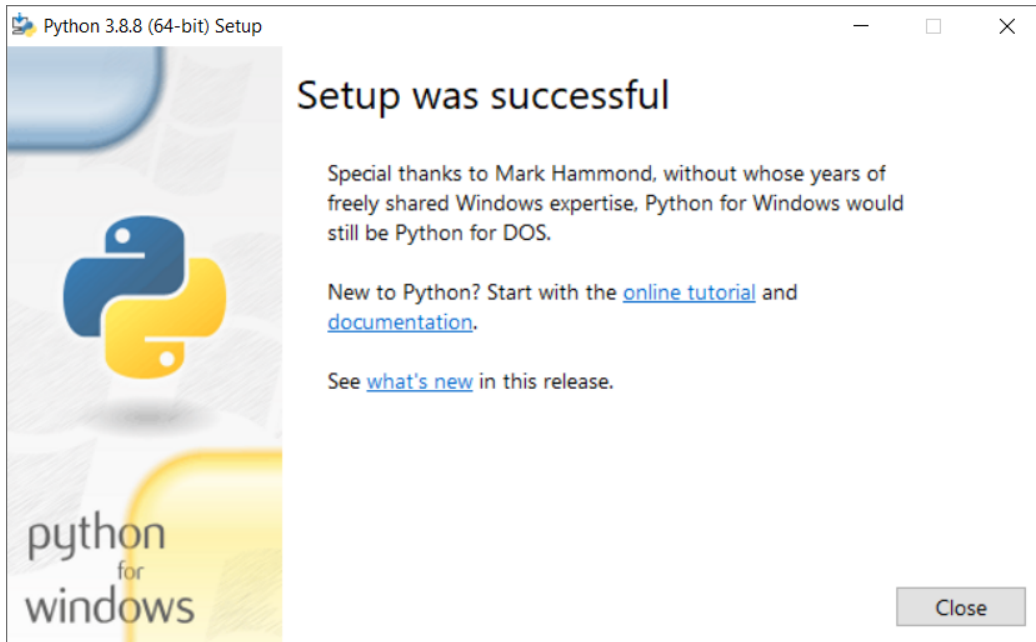 Python 3.8.8 (64-bit) Setup
Setup was successful
Special thanks to Mark Hammond, without whose years of
freely shared Windows expertise, Python for Windows would
still be Python for DOS.
New to Python? Start with the online tutorial and
documentation.
See what's new in this release.
python
for
windows
Close